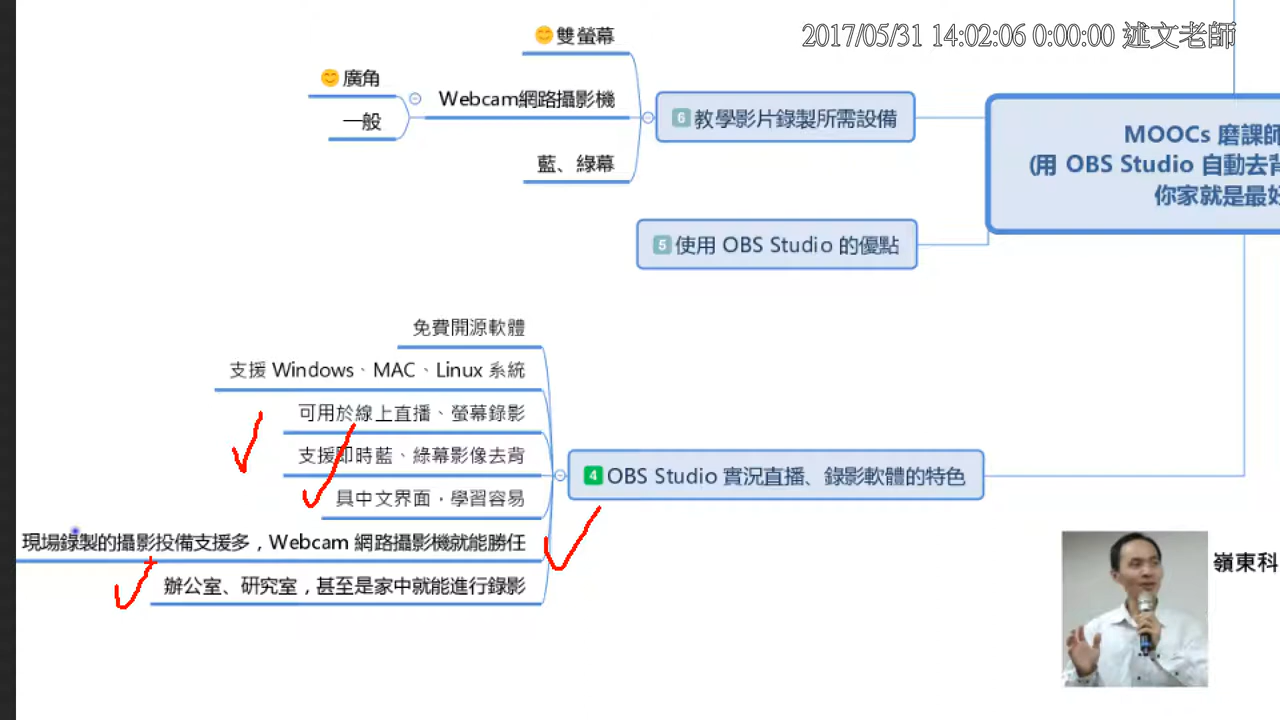 2017/05/31 14:02:06 0:00:00 述文老師
雙螢幕
廣角
一般
Webcam網路攝影機
藍、綠幕
6 教學影片錄製所需設備
MOOCs 磨課師
(用 OBS Studio 自動去背
你家就是最好
5 使用 OBS Studio 的優點
免費開源軟體
支援 Windows、MAC、Linux 系統
可用於線上直播、螢幕錄影
支援即時藍、綠幕影像去背
具中文界面，學習容易
現場錄製的攝影投備支援多，Webcam 網路攝影機就能勝任
辦公室、研究室，甚至是家中就能進行錄影
4 OBS Studio 實況直播、錄影軟體的特色
嶺東科